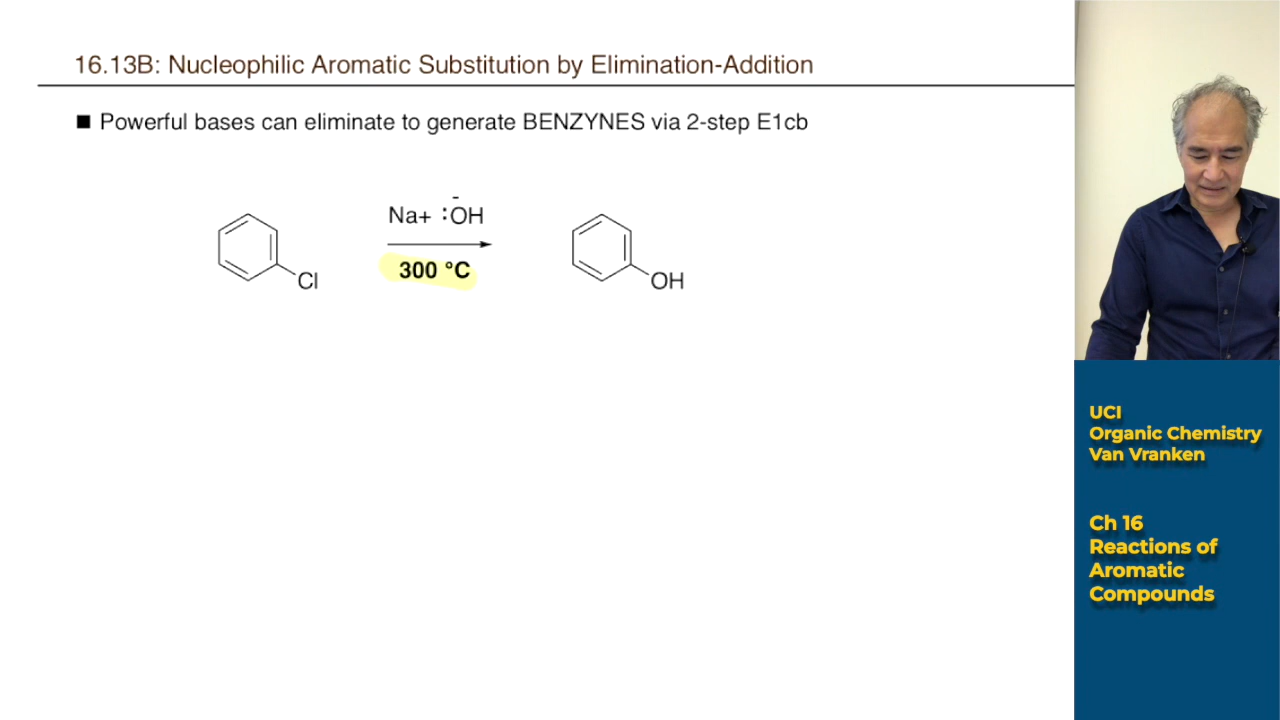 16.13B: Nucleophilic Aromatic Substitution by Elimination-Addition
■ Powerful bases can eliminate to generate BENZYNES via 2-step E1cb
Na+ :ŌH
300 °C
Cl
OH
UCI
Organic Chemistry
Van Vranken
Ch 16
Reactions of
Aromatic
Compounds